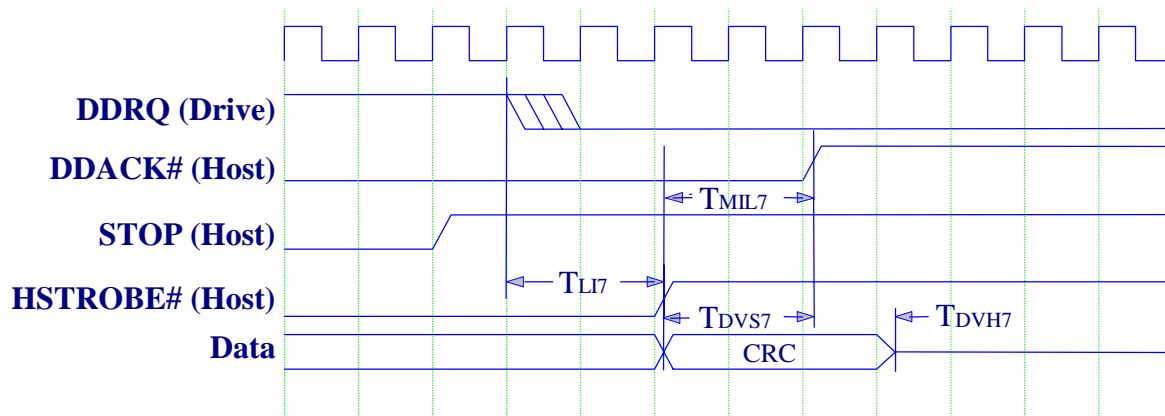 DDRQ (Drive)
DDACK# (Host)
TMIL7
STOP (Host)
TLI7
HSTROBE# (Host)
TDVS7
TDVH7
Data
CRC